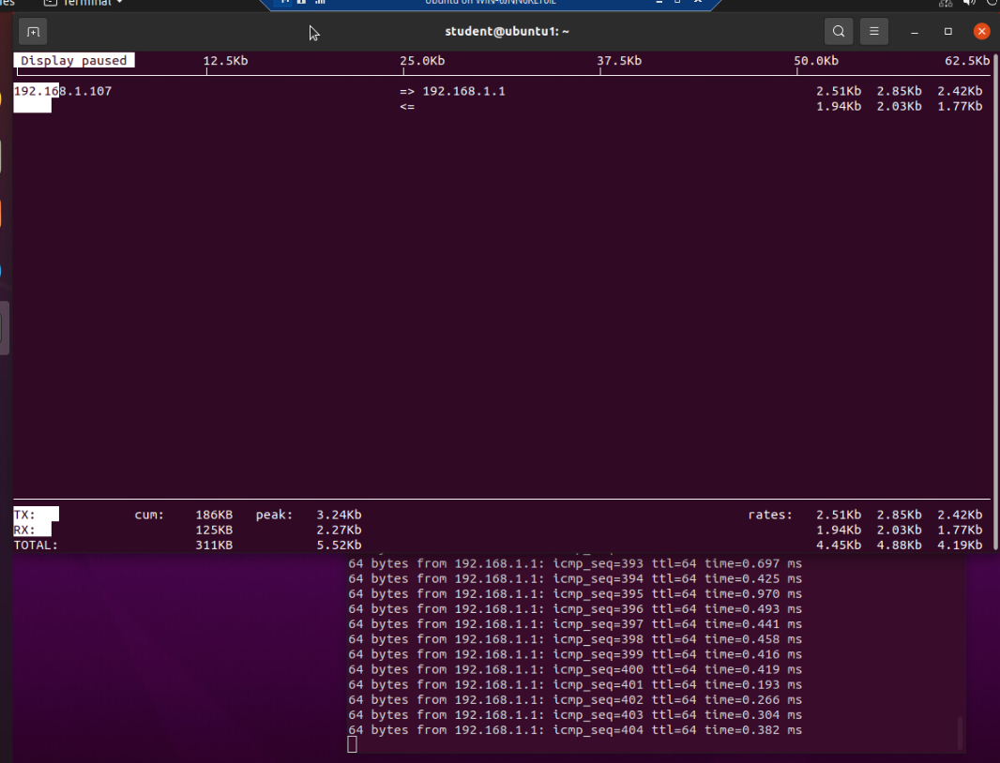 Terminal
student@ubuntu1: ~
Display paused 12.5Kb 25.0Kb 37.5Kb 50.0Kb 62.5Kb
192.168.1.107 => 192.168.1.1 2.51Kb 2.85Kb 2.42Kb
<= 1.94Kb 2.03Kb 1.77Kb
TX: cum: 186KB peak: 3.24Kb rates: 2.51Kb 2.85Kb 2.42Kb
RX: 125KB 2.27Kb 1.94Kb 2.03Kb 1.77Kb
TOTAL: 311KB 5.52Kb 4.45Kb 4.88Kb 4.19Kb
64 bytes from 192.168.1.1: icmp_seq=393 ttl=64 time=0.697 ms
64 bytes from 192.168.1.1: icmp_seq=394 ttl=64 time=0.425 ms
64 bytes from 192.168.1.1: icmp_seq=395 ttl=64 time=0.970 ms
64 bytes from 192.168.1.1: icmp_seq=396 ttl=64 time=0.493 ms
64 bytes from 192.168.1.1: icmp_seq=397 ttl=64 time=0.441 ms
64 bytes from 192.168.1.1: icmp_seq=398 ttl=64 time=0.458 ms
64 bytes from 192.168.1.1: icmp_seq=399 ttl=64 time=0.416 ms
64 bytes from 192.168.1.1: icmp_seq=400 ttl=64 time=0.419 ms
64 bytes from 192.168.1.1: icmp_seq=401 ttl=64 time=0.193 ms
64 bytes from 192.168.1.1: icmp_seq=402 ttl=64 time=0.266 ms
64 bytes from 192.168.1.1: icmp_seq=403 ttl=64 time=0.304 ms
64 bytes from 192.168.1.1: icmp_seq=404 ttl=64 time=0.382 ms